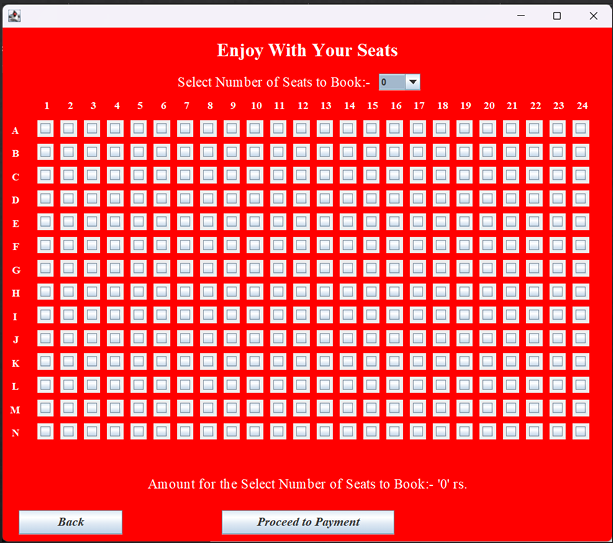 Enjoy With Your Seats
Select Number of Seats to Book:- 0
1 2 3 4 5 6 7 8 9 10 11 12 13 14 15 16 17 18 19 20 21 22 23 24
A
B
C
D
E
F
G
H
I
J
K
L
M
N
Amount for the Select Number of Seats to Book:- '0' rs.
Back Proceed to Payment